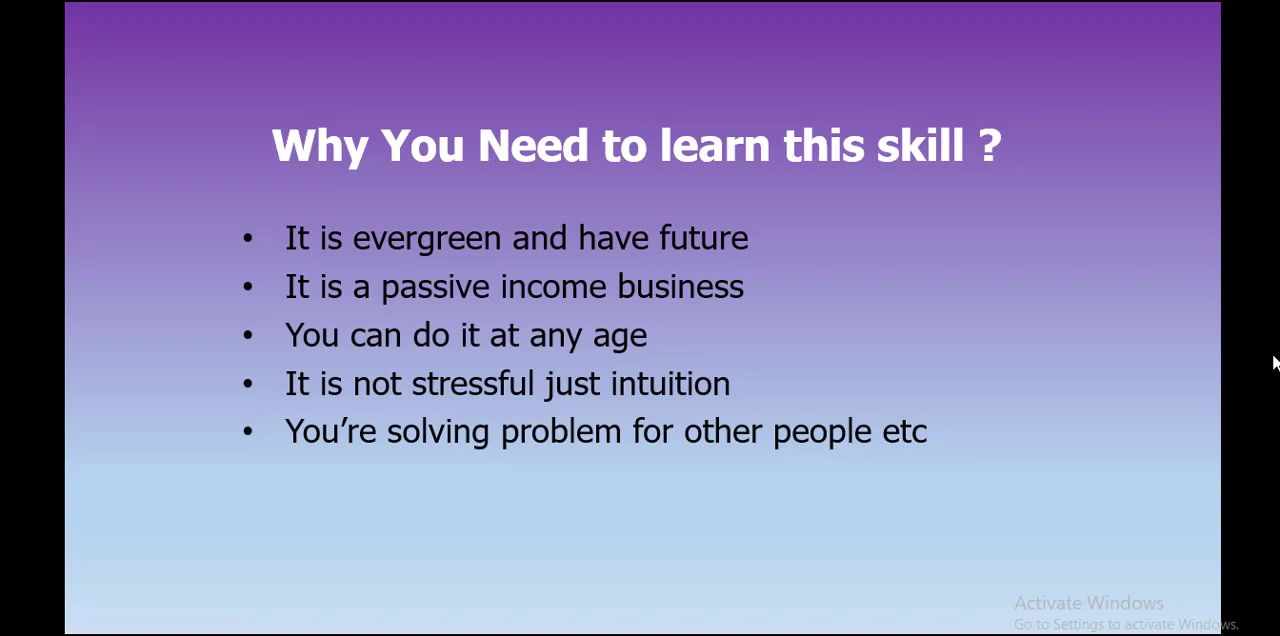 Why You Need to learn this skill ?
• It is evergreen and have future
• It is a passive income business
• You can do it at any age
• It is not stressful just intuition
• You’re solving problem for other people etc
Activate Windows
Go to Settings to activate Windows.